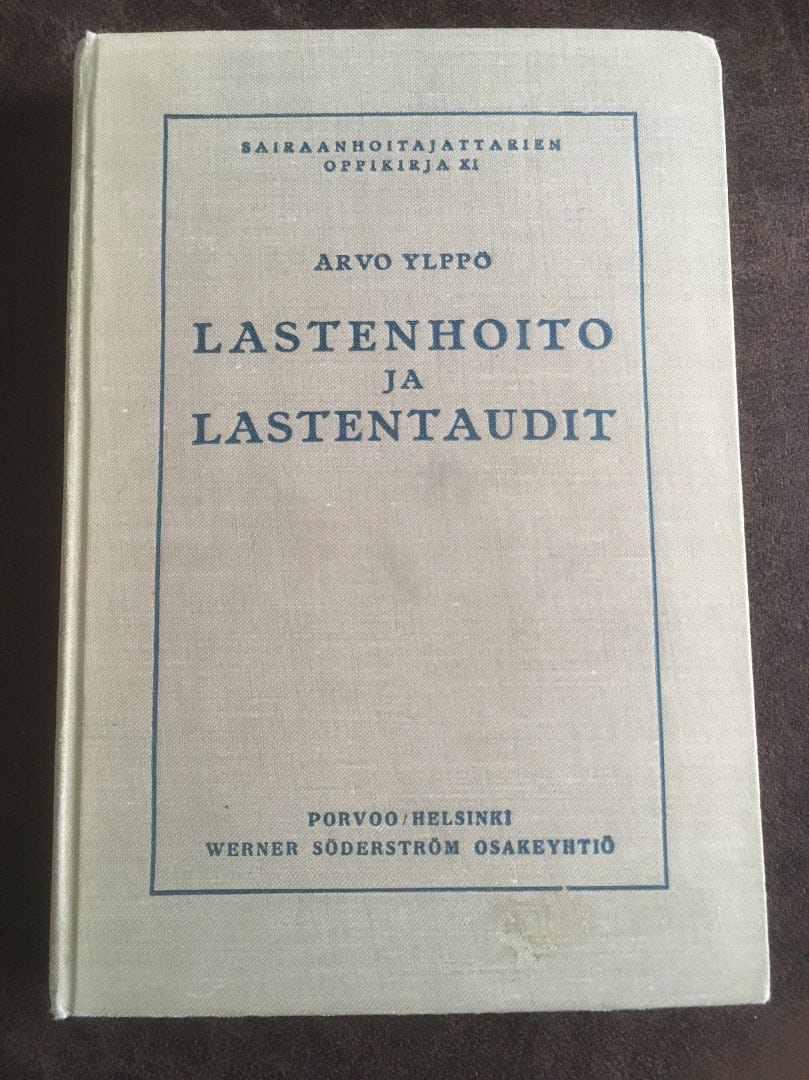 SAIRAANHOITAJATTARIEN
OPPIKIRJA XI
ARVO YLPPÖ
LASTENHOITO
JA
LASTENTAUDIT
PORVOO/HELSINKI
WERNER SÖDERSTRÖM OSAKEYHTIÖ